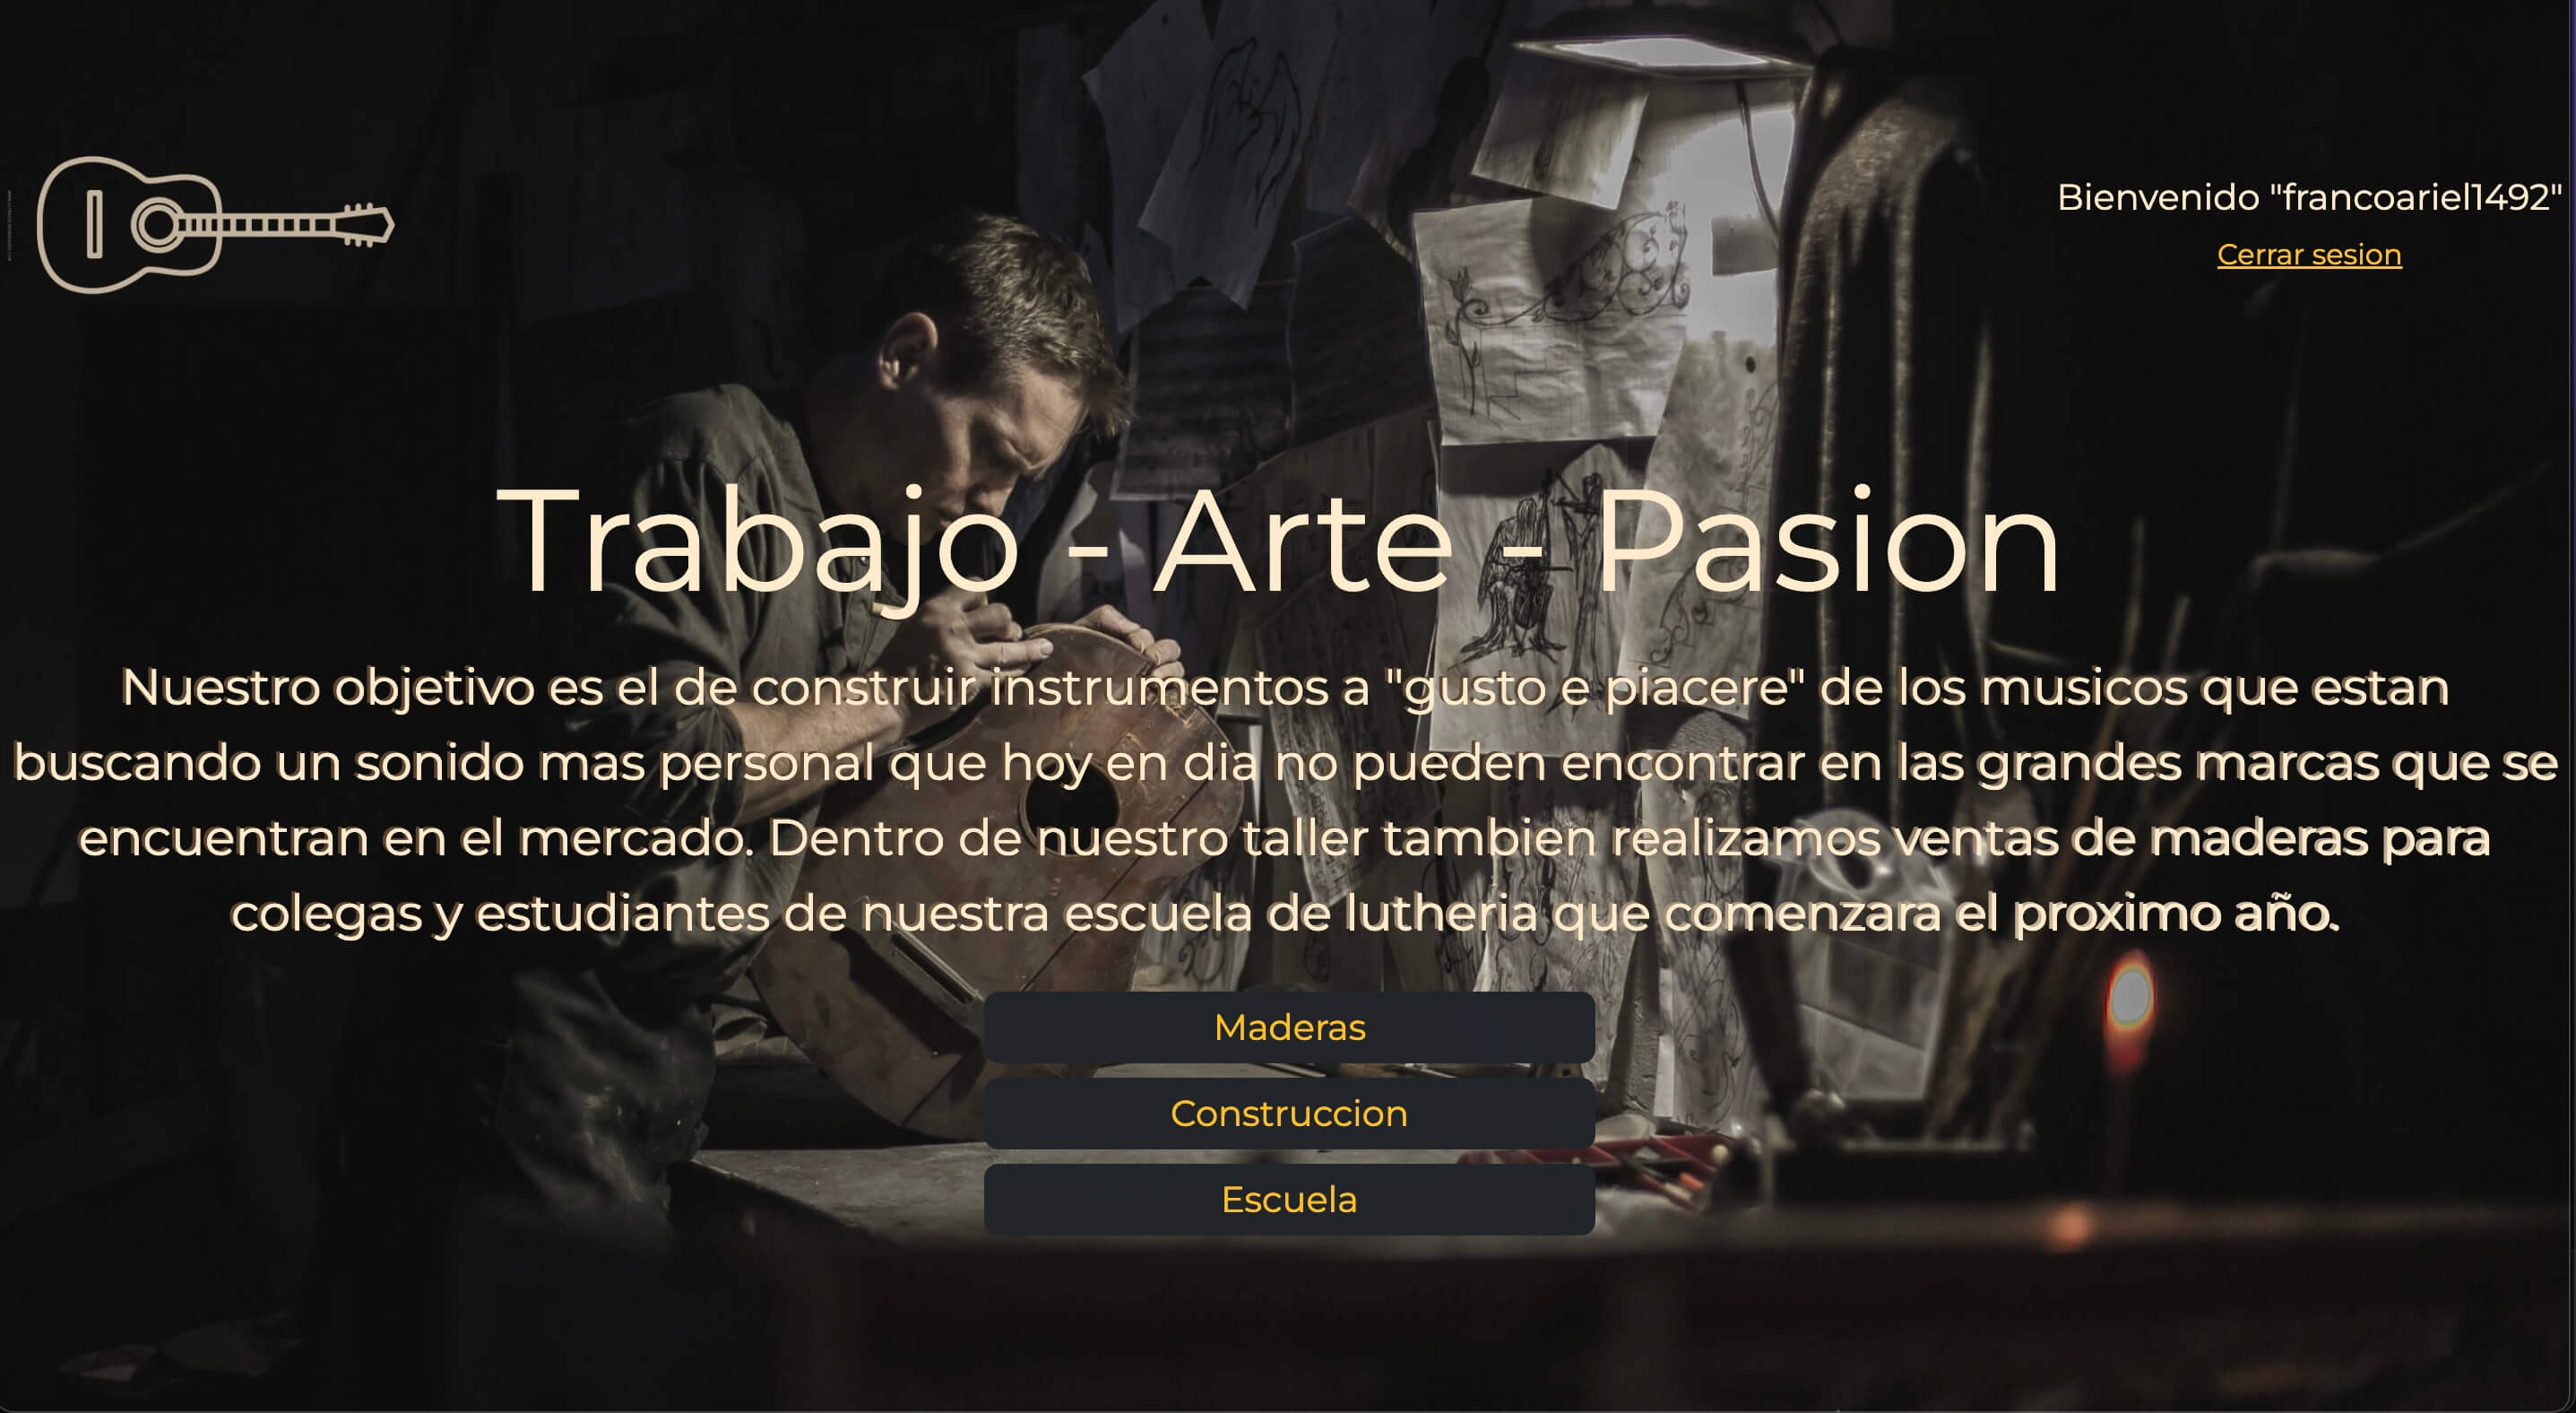 Bienvenido "francoariel1492"
Cerrar sesion
Trabajo - Arte - Pasion
Nuestro objetivo es el de construir instrumentos a "gusto e piacere" de los musicos que estan
buscando un sonido mas personal que hoy en dia no pueden encontrar en las grandes marcas que se
encuentran en el mercado. Dentro de nuestro taller tambien realizamos ventas de maderas para
colegas y estudiantes de nuestra escuela de lutheria que comenzara el proximo año.
Maderas
Construccion
Escuela